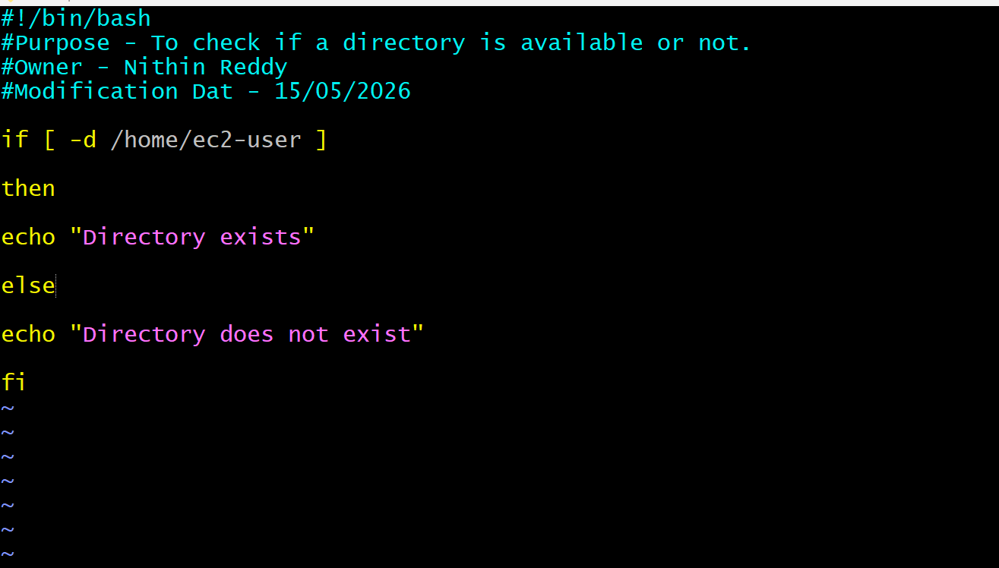 #!/bin/bash
#Purpose - To check if a directory is available or not.
#Owner - Nithin Reddy
#Modification Dat - 15/05/2026
if [ -d /home/ec2-user ]
then
echo "Directory exists"
else
echo "Directory does not exist"
fi
~
~
~
~
~
~
~